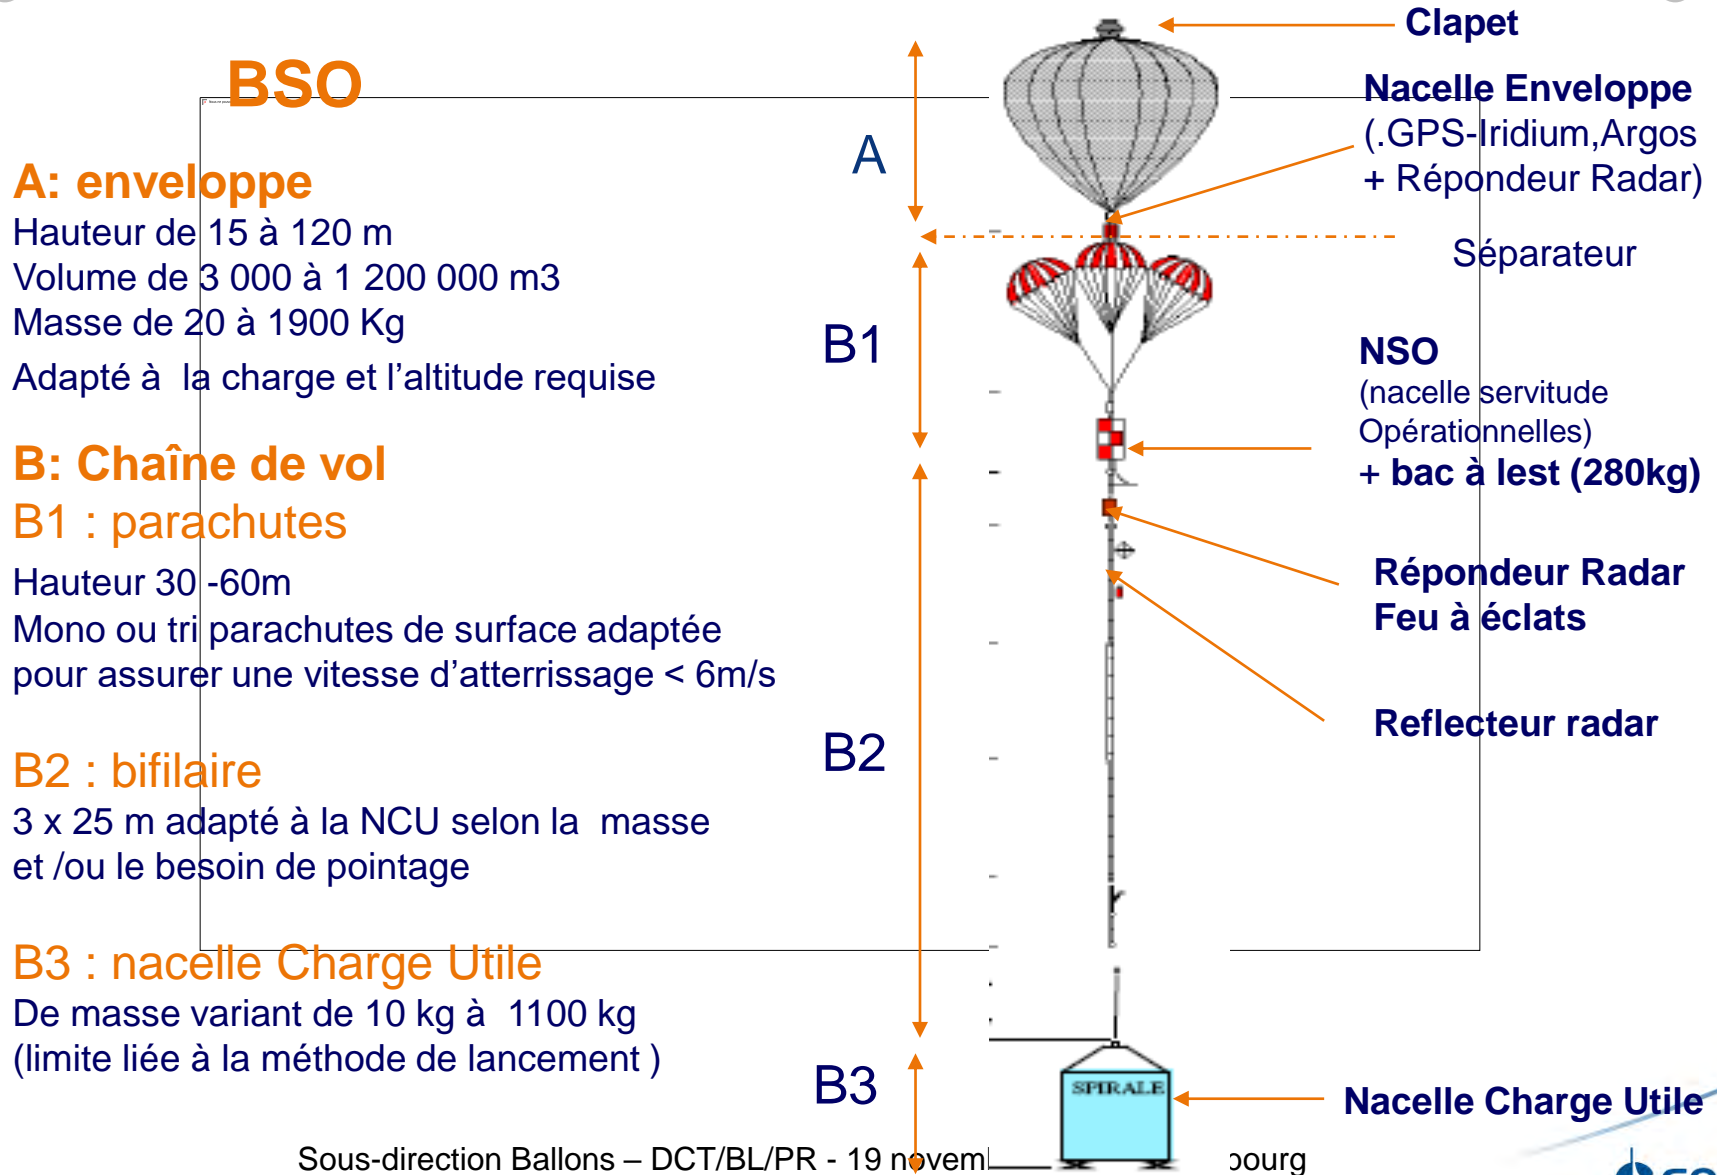 BSO
A: enveloppe
Hauteur de 15 à 120 m
Volume de 3 000 à 1 200 000 m3
Masse de 20 à 1900 Kg
Adapté à la charge et l’altitude requise
B: Chaîne de vol
B1 : parachutes
Hauteur 30 -60m
Mono ou tri parachutes de surface adaptée
pour assurer une vitesse d’atterrissage < 6m/s
B2 : bifilaire
3 x 25 m adapté à la NCU selon la masse
et /ou le besoin de pointage
B3 : nacelle Charge Utile
De masse variant de 10 kg à 1100 kg
(limite liée à la méthode de lancement )
A
B1
B2
B3
SPIRALE
Clapet
Nacelle Enveloppe
(.GPS-Iridium,Argos
+ Répondeur Radar)
Séparateur
NSO
(nacelle servitude
Opérationnelles)
+ bac à lest (280kg)
Répondeur Radar
Feu à éclats
Reflecteur radar
Nacelle Charge Utile
Sous-direction Ballons – DCT/BL/PR - 19